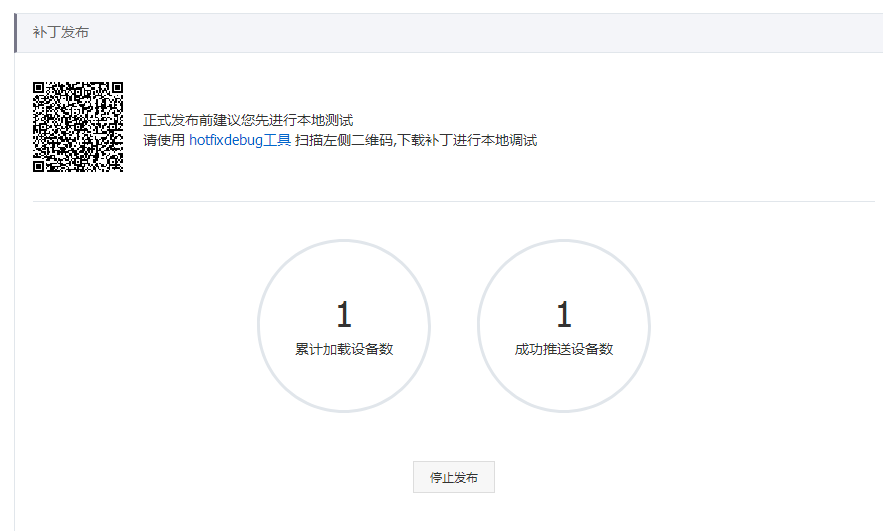 补丁发布
正式发布前建议您先进行本地测试
请使用 hotfixdebug工具 扫描左侧二维码,下载补丁进行本地调试
1
累计加载设备数
1
成功推送设备数
停止发布